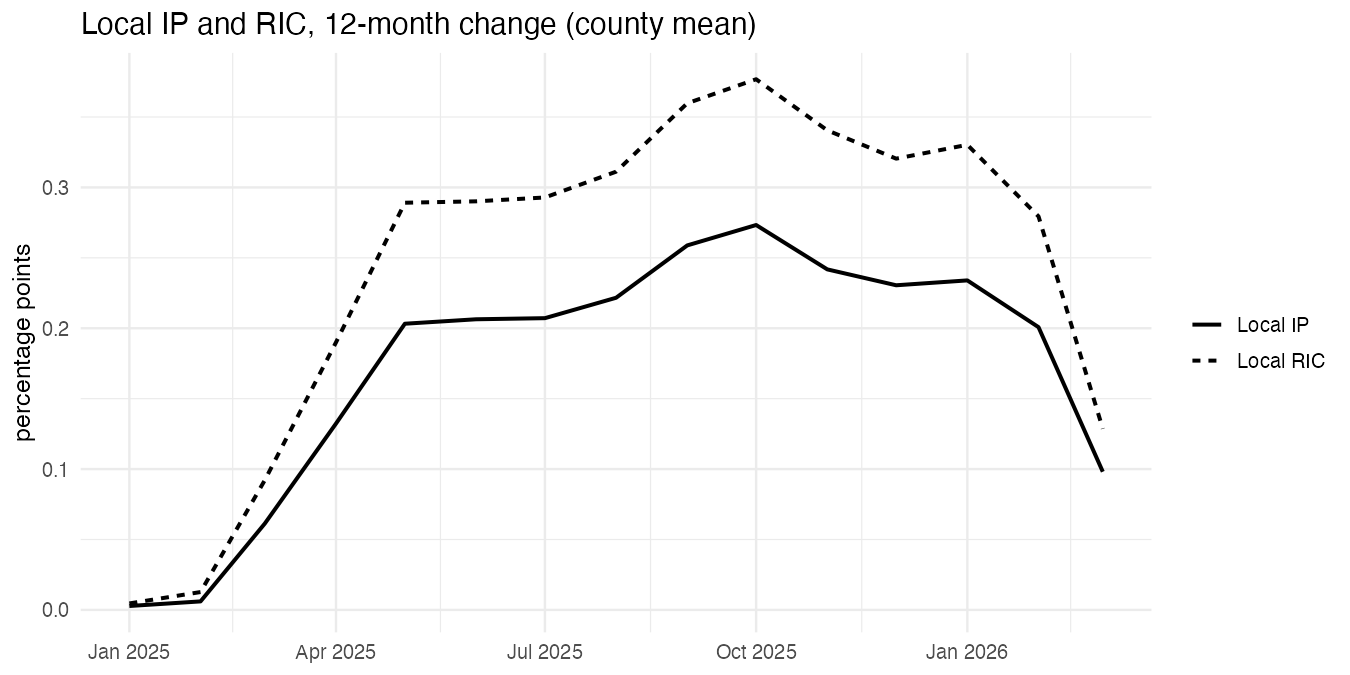 Local IP and RIC, 12-month change (county mean)
percentage points
0.3
0.2
0.1
0.0
Jan 2025 Apr 2025 Jul 2025 Oct 2025 Jan 2026
Local IP
Local RIC